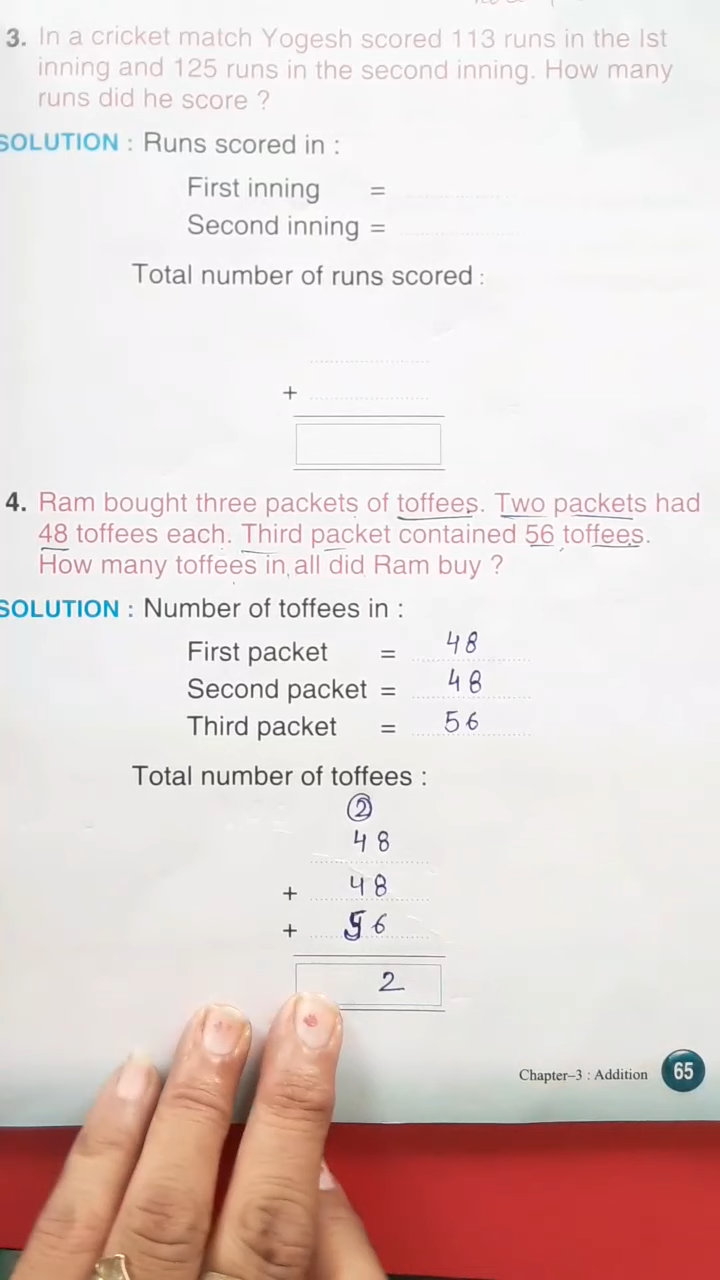 3. In a cricket match Yogesh scored 113 runs in the Ist
inning and 125 runs in the second inning. How many
runs did he score ?
SOLUTION : Runs scored in :
First inning =
Second inning =
Total number of runs scored :
+
4. Ram bought three packets of toffees. Two packets had
48 toffees each. Third packet contained 56 toffees.
How many toffees in all did Ram buy ?
SOLUTION : Number of toffees in :
First packet = 48
Second packet = 48
Third packet = 56
Total number of toffees :
2
48
+ 48
+ 56
2
Chapter–3 : Addition 65